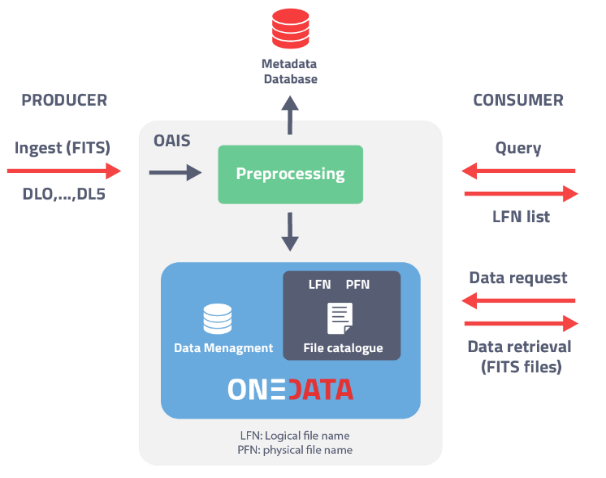 Metadata
Database
PRODUCER
CONSUMER
Ingest (FITS)
DLO,...,DL5
OAIS
Preprocessing
Query
LFN list
LFN PFN
Data Menagment
File catalogue
ONEDATA
Data request
Data retrieval
(FITS files)
LFN: Logical file name
PFN: physical file name